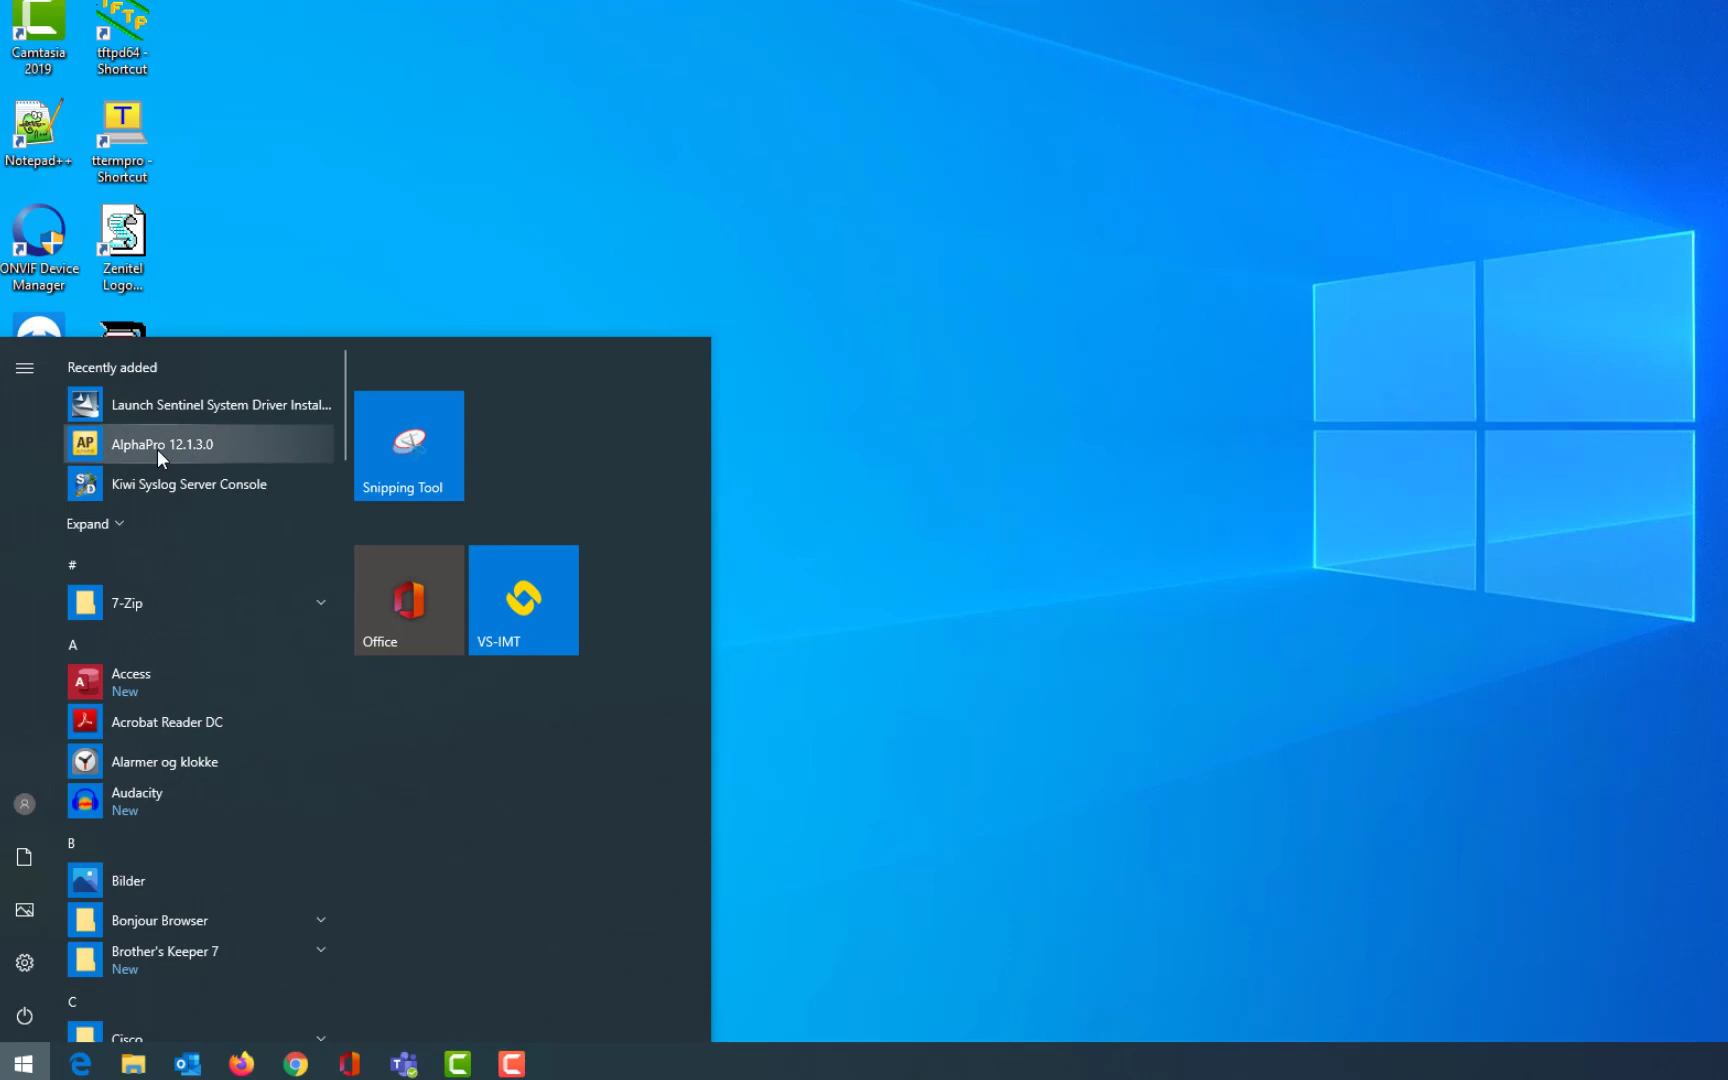 Camtasia
2019
tftpd64 -
Shortcut
Notepad++
T
ttermpro -
Shortcut
ONVIF Device
Manager
Zenitel
Logo...
Recently added
Launch Sentinel System Driver Instal...
AP
AlphaPro 12.1.3.0
Kiwi Syslog Server Console
Expand
#
7-Zip
A
Access
New
Acrobat Reader DC
Alarmer og klokke
Audacity
New
B
Bilder
Bonjour Browser
Brother's Keeper 7
New
C
Cisco
Snipping Tool
Office
VS-IMT